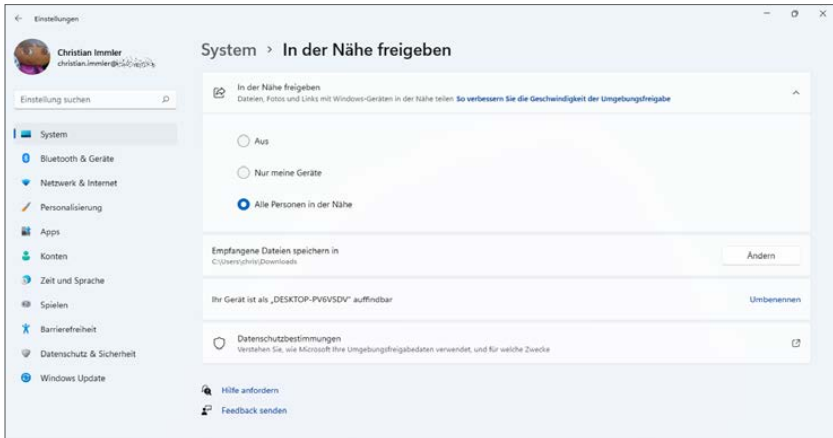 Einstellungen
Christian Immler
christian.immler@
Einstellung suchen
System
Bluetooth & Geräte
Netzwerk & Internet
Personalisierung
Apps
Konten
Zeit und Sprache
Spielen
Barrierefreiheit
Datenschutz & Sicherheit
Windows Update
System > In der Nähe freigeben
In der Nähe freigeben
Dateien, Fotos und Links mit Windows-Geräten in der Nähe teilen So verbessern Sie die Geschwindigkeit der Umgebungsfreigabe
Aus
Nur meine Geräte
Alle Personen in der Nähe
Empfangene Dateien speichern in
C:\Users\chris\Downloads
Ändern
Ihr Gerät ist als „DESKTOP-PV6V5DV“ auffindbar
Umbenennen
Datenschutzbestimmungen
Verstehen Sie, wie Microsoft Ihre Umgebungsfreigabedaten verwendet, und für welche Zwecke
Hilfe anfordern
Feedback senden